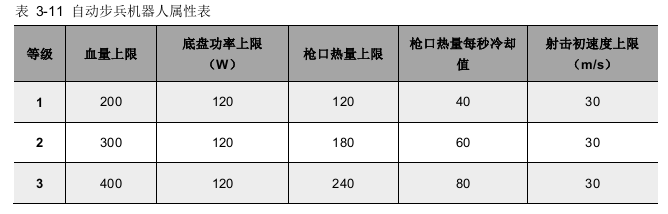 表 3-11 自动步兵机器人属性表
等级 血量上限 底盘功率上限（W） 枪口热量上限 枪口热量每秒冷却值 射击初速度上限（m/s）
1 200 120 120 40 30
2 300 120 180 60 30
3 400 120 240 80 30